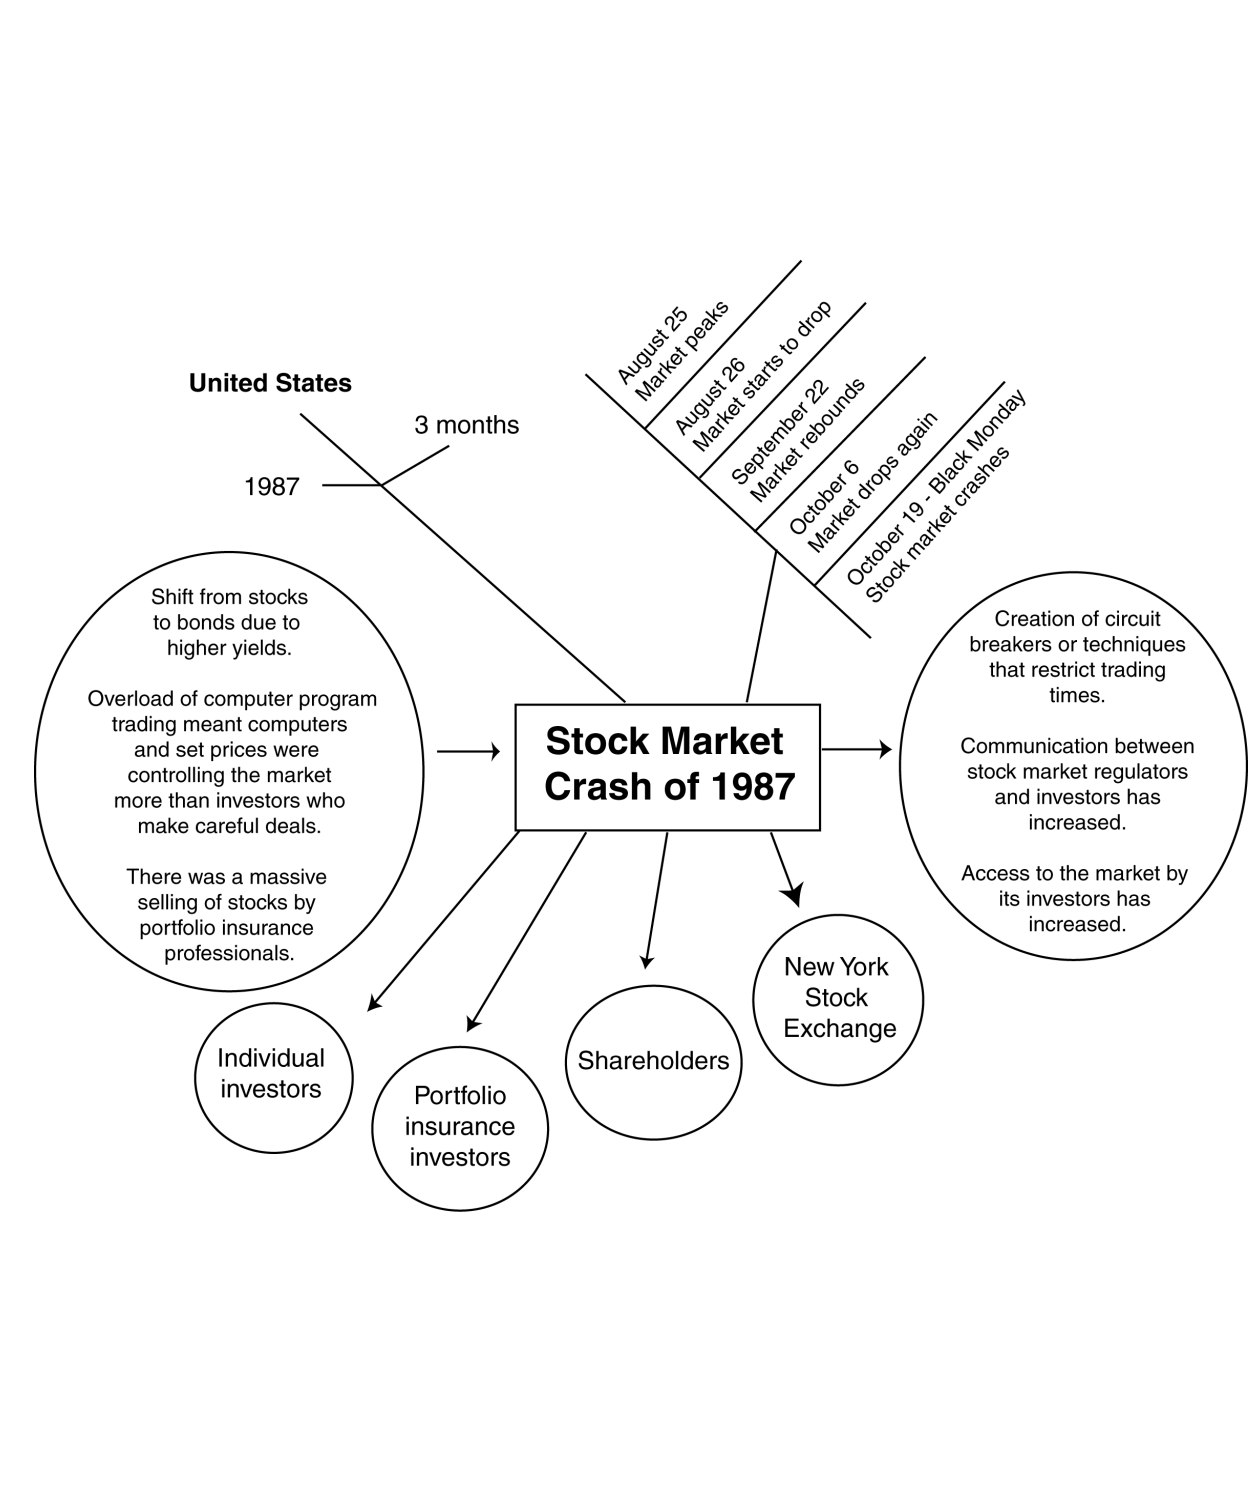 United States
3 months
1987
August 25
Market peaks
August 26
Market starts to drop
September 22
Market rebounds
October 6
Market drops again
October 19 - Black Monday
Stock market crashes
Shift from stocks
to bonds due to
higher yields.
Overload of computer program
trading meant computers
and set prices were
controlling the market
more than investors who
make careful deals.
There was a massive
selling of stocks by
portfolio insurance
professionals.
Stock Market
Crash of 1987
Creation of circuit
breakers or techniques
that restrict trading
times.
Communication between
stock market regulators
and investors has
increased.
Access to the market by
its investors has
increased.
Individual
investors
Portfolio
insurance
investors
Shareholders
New York
Stock
Exchange